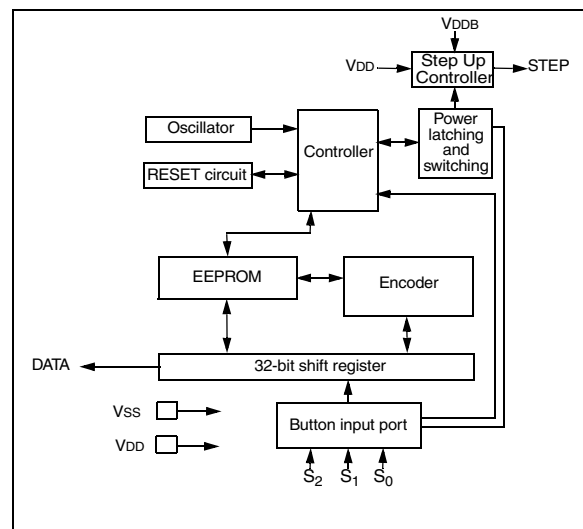 VDDB
VDD
Step Up
Controller
STEP
Oscillator
Controller
Power
latching
and
switching
RESET circuit
EEPROM
Encoder
DATA
32-bit shift register
VSS
Button input port
VDD
S2
S1
S0